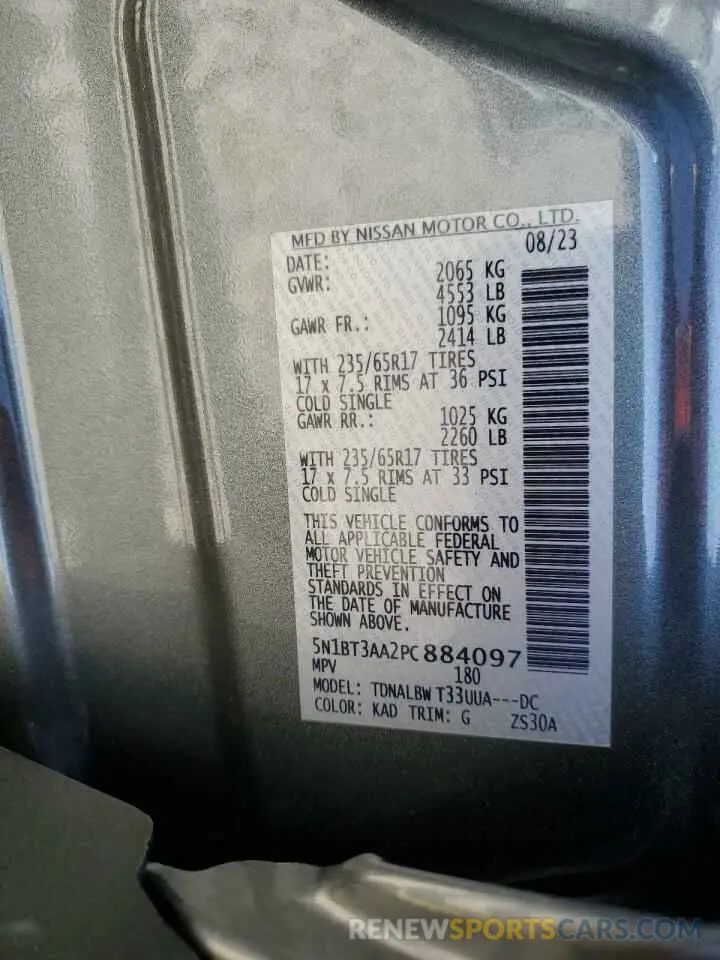 MFD BY NISSAN MOTOR CO., LTD.
DATE: 08/23
GVWR: 2065 KG
4553 LB
GAWR FR.: 1095 KG
2414 LB
WITH 235/65R17 TIRES
17 x 7.5 RIMS AT 36 PSI
COLD SINGLE
GAWR RR.: 1025 KG
2260 LB
WITH 235/65R17 TIRES
17 x 7.5 RIMS AT 33 PSI
COLD SINGLE
THIS VEHICLE CONFORMS TO
ALL APPLICABLE FEDERAL
MOTOR VEHICLE SAFETY AND
THEFT PREVENTION
STANDARDS IN EFFECT ON
THE DATE OF MANUFACTURE
SHOWN ABOVE.
5N1BT3AA2PC884097
MPV 180
MODEL: TDNALBW T33UUA---DC
COLOR: KAD TRIM: G ZS30A
RENEWSPORTSCARS.COM